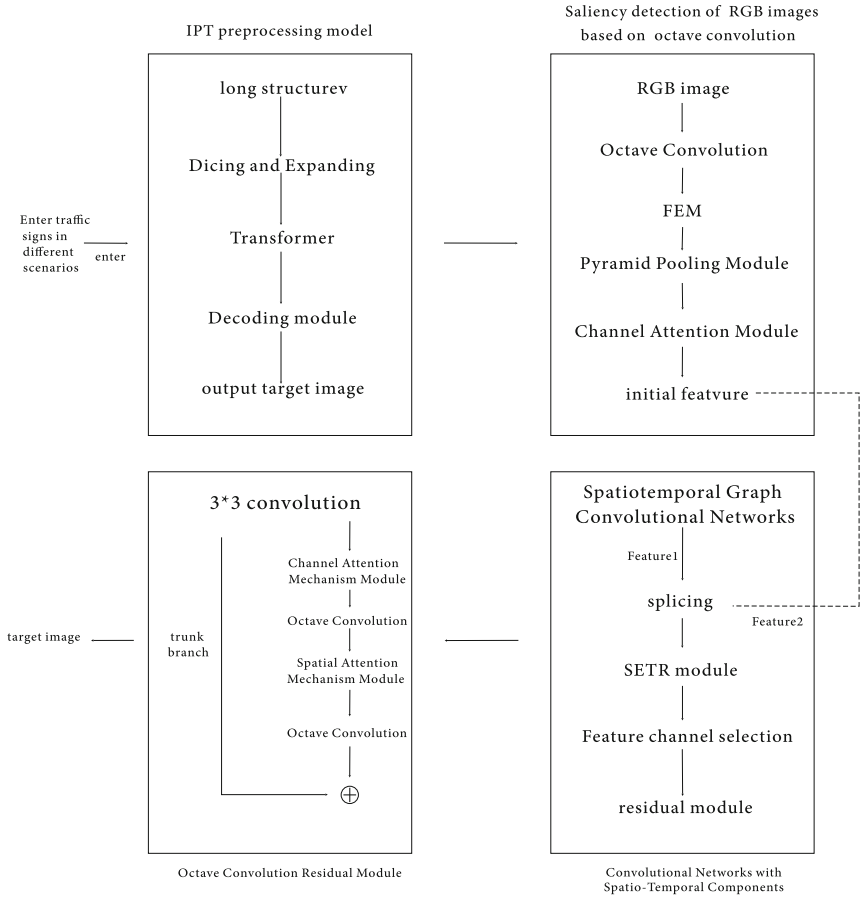 IPT preprocessing model
long structurev
Dicing and Expanding
Transformer
Decoding module
output target image
Enter traffic
signs in
different
scenarios
enter
Saliency detection of RGB images
based on octave convolution
RGB image
Octave Convolution
FEM
Pyramid Pooling Module
Channel Attention Module
initial featvure
Spatiotemporal Graph
Convolutional Networks
Feature1
splicing
Feature2
SETR module
Feature channel selection
residual module
Convolutional Networks with
Spatio-Temporal Components
3*3 convolution
Channel Attention
Mechanism Module
Octave Convolution
Spatial Attention
Mechanism Module
Octave Convolution
trunk
branch
Octave Convolution Residual Module
target image